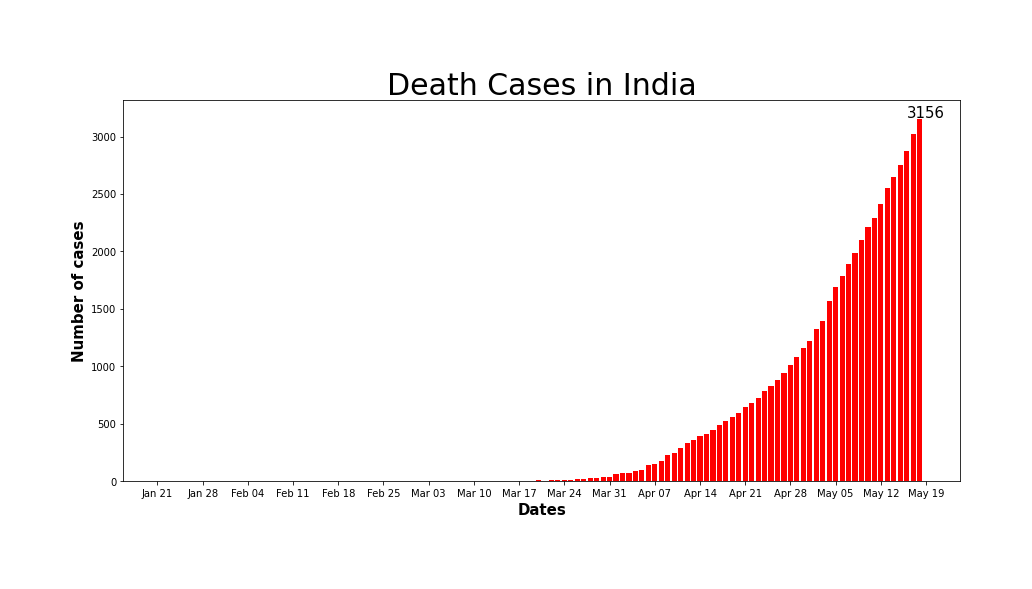 Death Cases in India
3156
3000
2500
2000
1500
1000
500
0
Number of cases
Jan 21 Jan 28 Feb 04 Feb 11 Feb 18 Feb 25 Mar 03 Mar 10 Mar 17 Mar 24 Mar 31 Apr 07 Apr 14 Apr 21 Apr 28 May 05 May 12 May 19
Dates